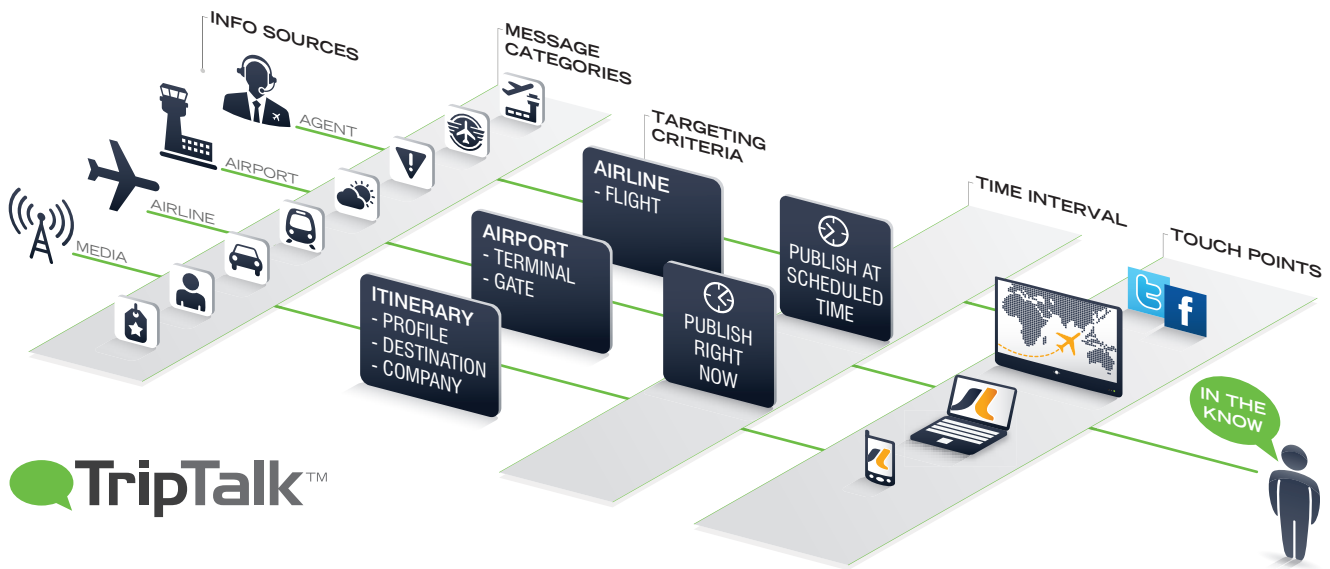 INFO SOURCES
AGENT
AIRPORT
AIRLINE
MEDIA
MESSAGE
CATEGORIES
TARGETING
CRITERIA
AIRLINE
- FLIGHT
AIRPORT
- TERMINAL
- GATE
ITINERARY
- PROFILE
- DESTINATION
- COMPANY
TIME INTERVAL
PUBLISH AT
SCHEDULED
TIME
PUBLISH
RIGHT
NOW
TOUCH POINTS
t
f
IN THE
KNOW
TripTalk™